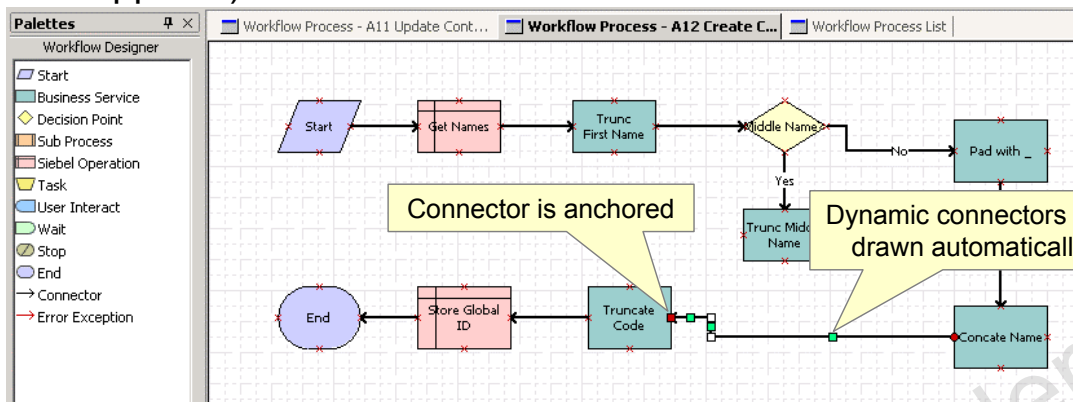 Palettes
Workflow Designer
Start
Business Service
Decision Point
Sub Process
Siebel Operation
Task
User Interact
Wait
Stop
End
Connector
Error Exception
Workflow Process - A11 Update Cont...
Workflow Process - A12 Create C...
Workflow Process List
Start
Get Names
Trunc
First Name
Middle Name
No
Pad with _
Yes
Connector is anchored
Trunc Midd
Name
Dynamic connectors
drawn automaticall
End
Store Global
ID
Truncate
Code
Concate Name